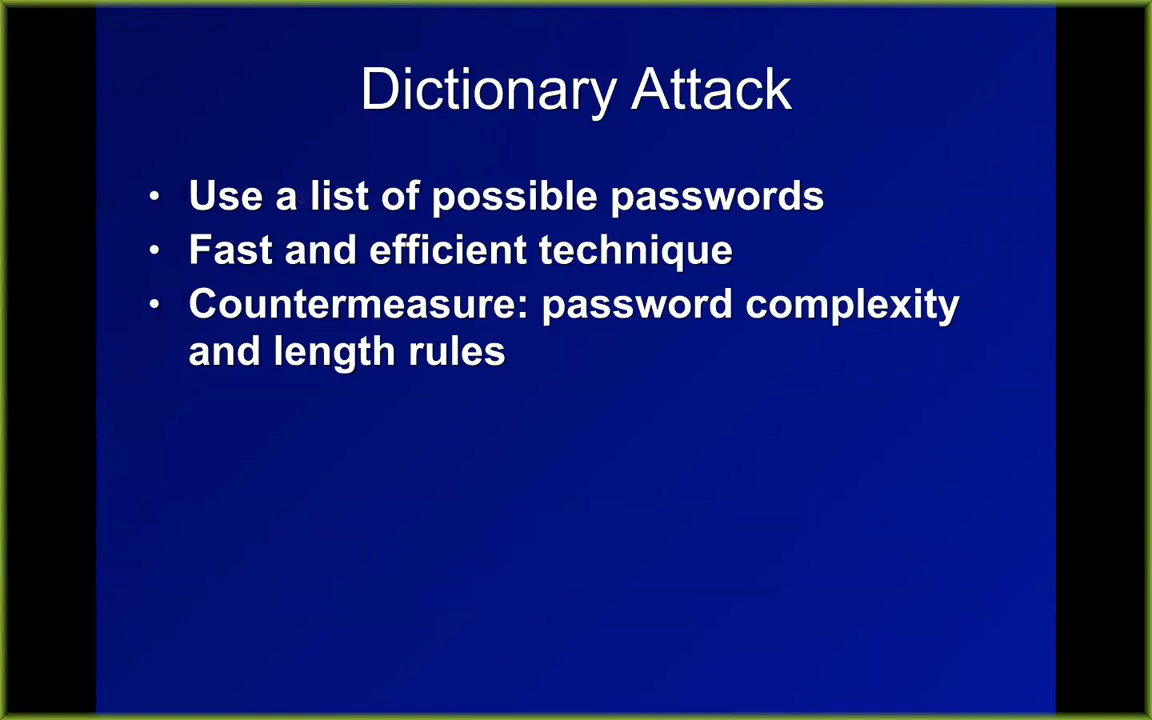 Dictionary Attack
• Use a list of possible passwords
• Fast and efficient technique
• Countermeasure: password complexity
and length rules